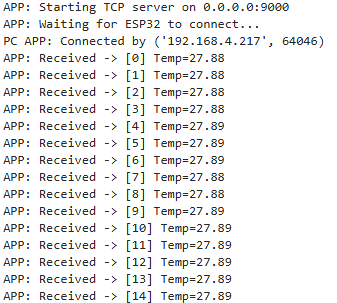 APP: Starting TCP server on 0.0.0.0:9000
APP: Waiting for ESP32 to connect...
PC APP: Connected by ('192.168.4.217', 64046)
APP: Received -> [0] Temp=27.88
APP: Received -> [1] Temp=27.88
APP: Received -> [2] Temp=27.88
APP: Received -> [3] Temp=27.88
APP: Received -> [4] Temp=27.89
APP: Received -> [5] Temp=27.89
APP: Received -> [6] Temp=27.89
APP: Received -> [7] Temp=27.88
APP: Received -> [8] Temp=27.88
APP: Received -> [9] Temp=27.89
APP: Received -> [10] Temp=27.89
APP: Received -> [11] Temp=27.89
APP: Received -> [12] Temp=27.89
APP: Received -> [13] Temp=27.89
APP: Received -> [14] Temp=27.89